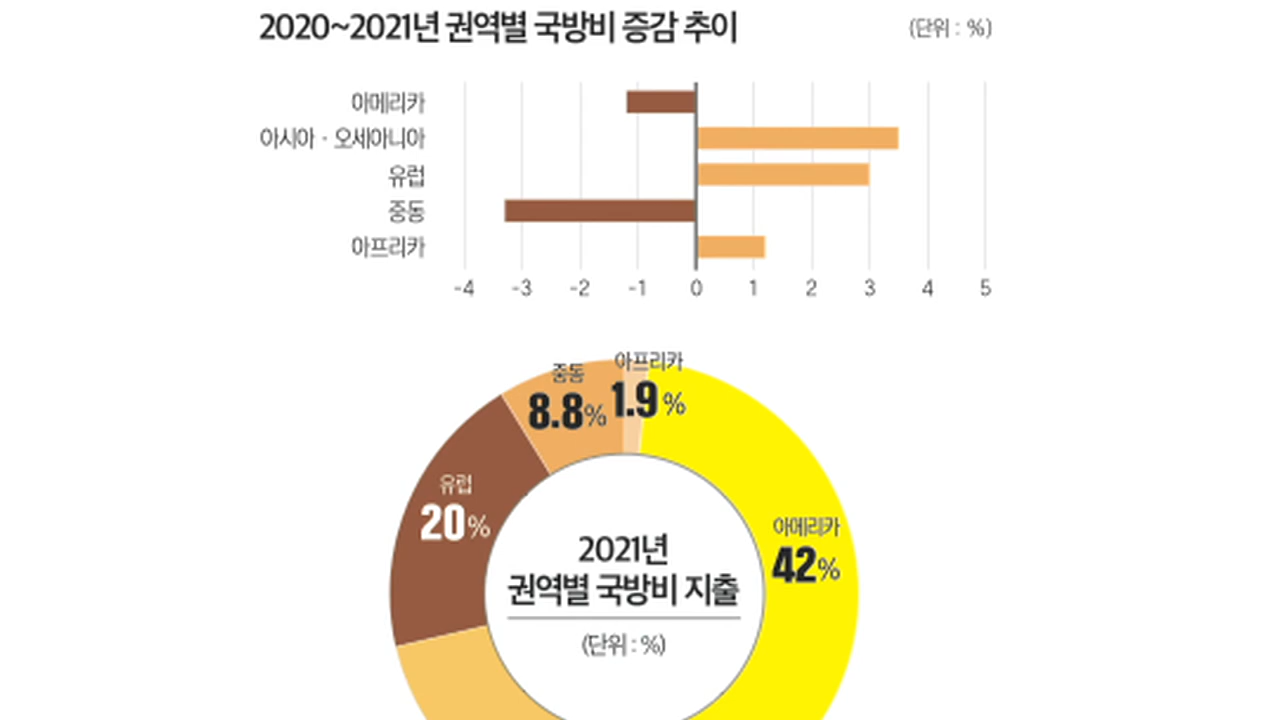 2020~2021년 권역별 국방비 증감 추이
(단위 : %)
아메리카
아시아 · 오세아니아
유럽
중동
아프리카
-4 -3 -2 -1 0 1 2 3 4 5
중동
8.8%
아프리카
1.9%
유럽
20%
아메리카
42%
2021년
권역별 국방비 지출
(단위 : %)